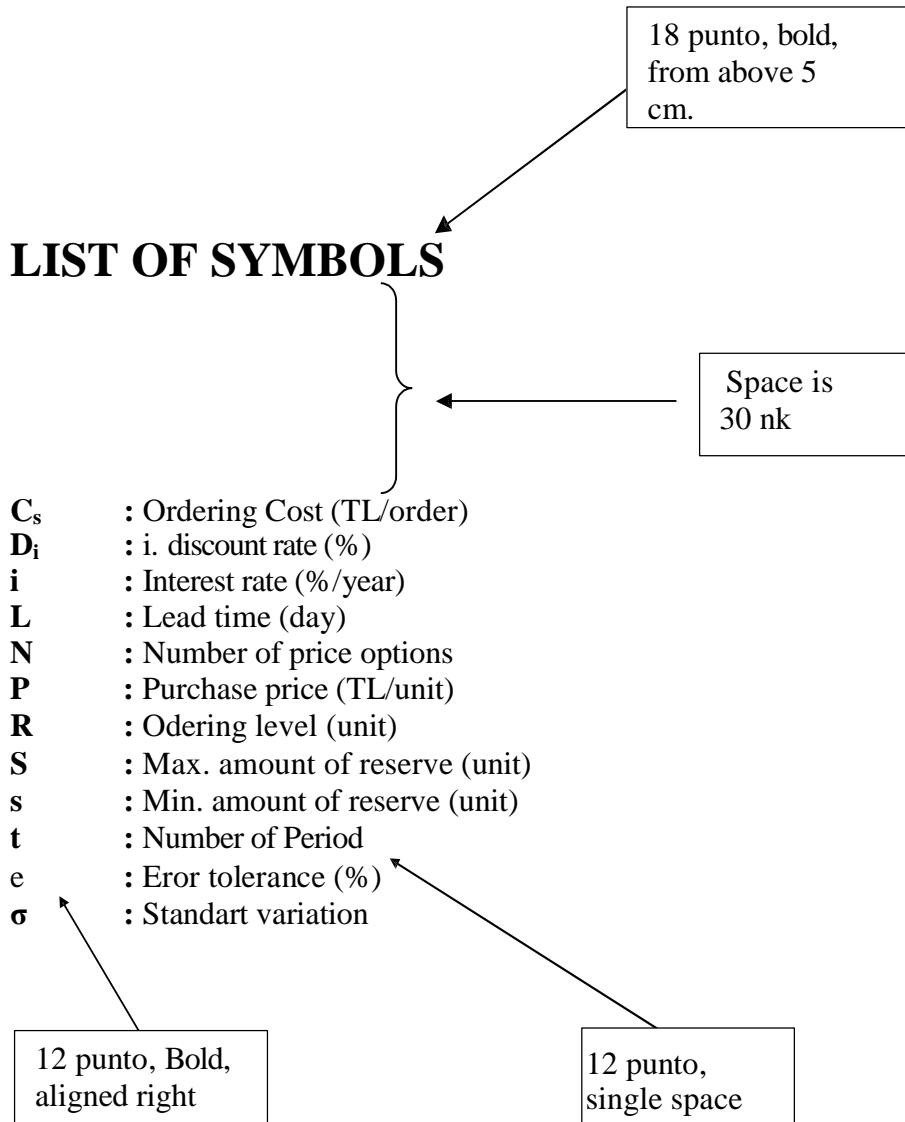 18 punto, bold,
from above 5
cm.
LIST OF SYMBOLS
Space is
30 nk
Cs : Ordering Cost (TL/order)
Di : i. discount rate (%)
i : Interest rate (%/year)
L : Lead time (day)
N : Number of price options
P : Purchase price (TL/unit)
R : Odering level (unit)
S : Max. amount of reserve (unit)
s : Min. amount of reserve (unit)
t : Number of Period
e : Eror tolerance (%)
σ : Standart variation
12 punto, Bold,
aligned right
12 punto,
single space